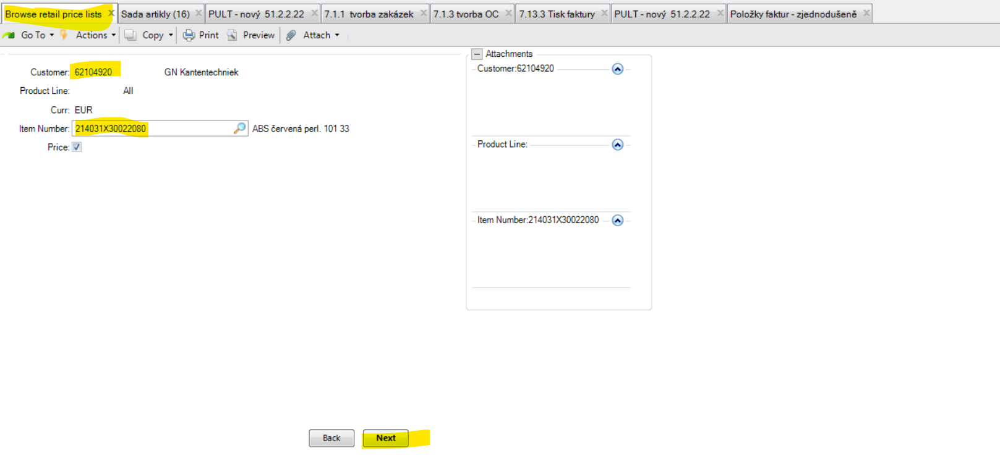 Browse retail price lists Sada artikly (16) PULT - nový 51.2.2.22 7.1.1 tvorba zakázek 7.1.3 tvorba OC 7.13.3 Tisk faktury PULT - nový 51.2.2.22 Položky faktur - zjednodušeně
Go To Actions Copy Print Preview Attach
Customer: 62104920 GN Kantentechniek
Product Line: All
Curr: EUR
Item Number: 214031X30022080 ABS červená perl. 101 33
Price:
Attachments
Customer:62104920
Product Line:
Item Number:214031X30022080
Back Next